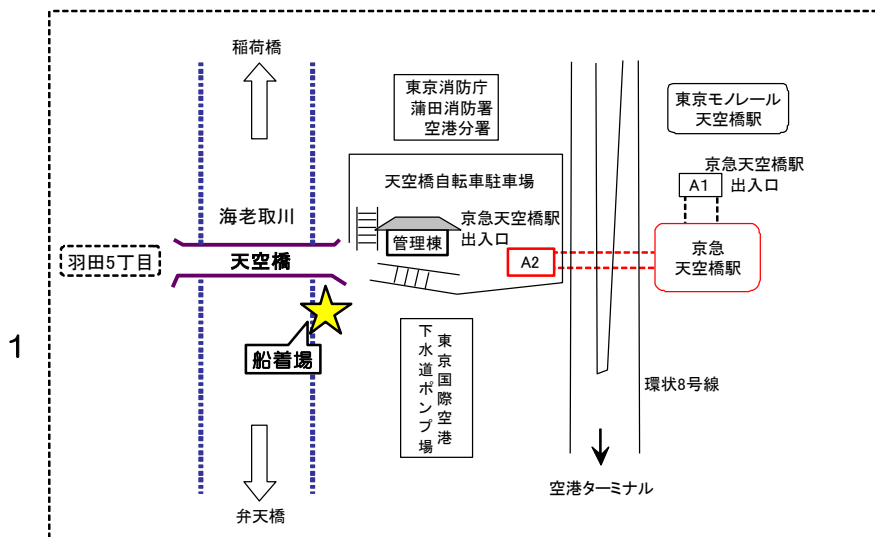 稲荷橋
東京消防庁
蒲田消防署
空港分署
東京モノレール
天空橋駅
天空橋自転車駐車場
京急天空橋駅
出入口
A1
海老取川
京急天空橋駅
出入口
管理棟
羽田5丁目
天空橋
A2
京急
天空橋駅
1
船着場
東京国際空港
下水道ポンプ場
環状8号線
空港ターミナル
弁天橋